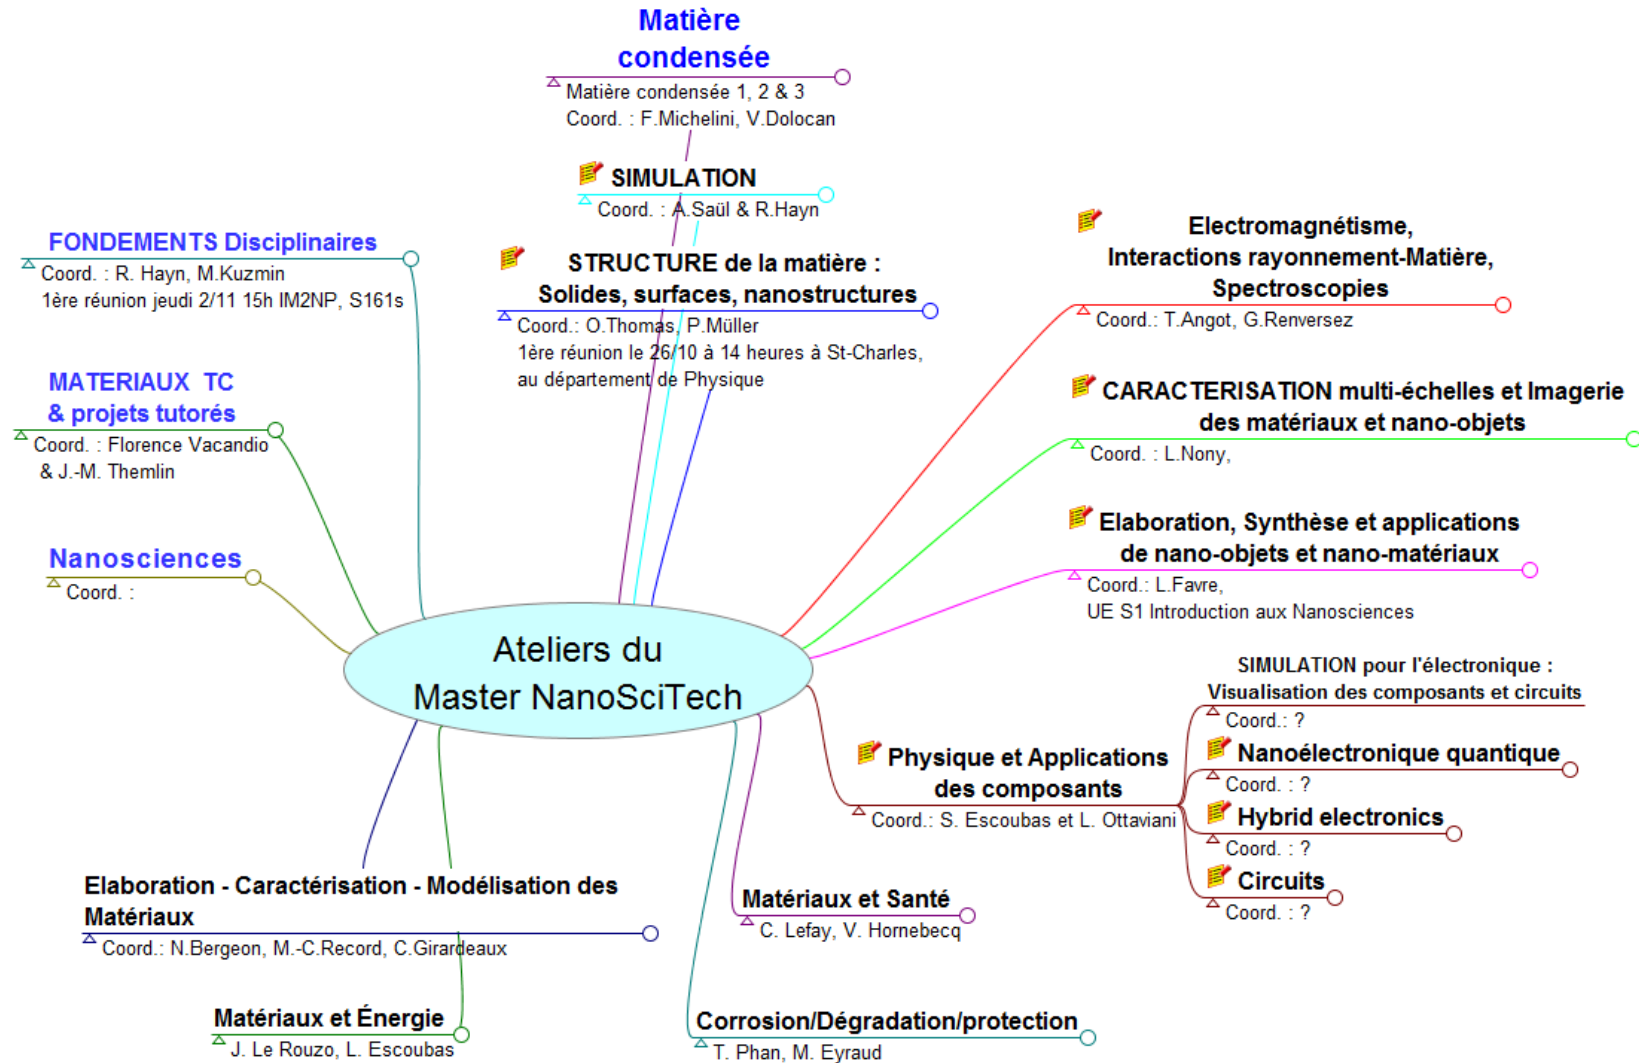 Matière
condensée
Matière condensée 1, 2 & 3
Coord. : F.Michelini, V.Dolocan
SIMULATION
Coord. : A.Saül & R.Hayn
STRUCTURE de la matière :
Solides, surfaces, nanostructures
Coord.: O.Thomas, P.Müller
1ère réunion le 26/10 à 14 heures à St-Charles,
au département de Physique
FONDEMENTS Disciplinaires
Coord. : R. Hayn, M.Kuzmin
1ère réunion jeudi 2/11 15h IM2NP, S161s
MATERIAUX TC
& projets tutorés
Coord. : Florence Vacandio
& J.-M. Themlin
Nanosciences
Coord. :
Electromagnétisme,
Interactions rayonnement-Matière,
Spectroscopies
Coord.: T.Angot, G.Renversez
CARACTERISATION multi-échelles et Imagerie
des matériaux et nano-objets
Coord. : L.Nony,
Elaboration, Synthèse et applications
de nano-objets et nano-matériaux
Coord.: L.Favre,
UE S1 Introduction aux Nanosciences
Ateliers du
Master NanoSciTech
SIMULATION pour l'électronique :
Visualisation des composants et circuits
Coord.: ?
Physique et Applications
des composants
Coord.: S. Escoubas et L. Ottaviani
Nanoélectronique quantique
Coord. : ?
Hybrid electronics
Coord. : ?
Circuits
Coord. : ?
Elaboration - Caractérisation - Modélisation des
Matériaux
Coord.: N.Bergeon, M.-C.Record, C.Girardeaux
Matériaux et Santé
C. Lefay, V. Hornebecq
Matériaux et Énergie
J. Le Rouzo, L. Escoubas
Corrosion/Dégradation/protection
T. Phan, M. Eyraud